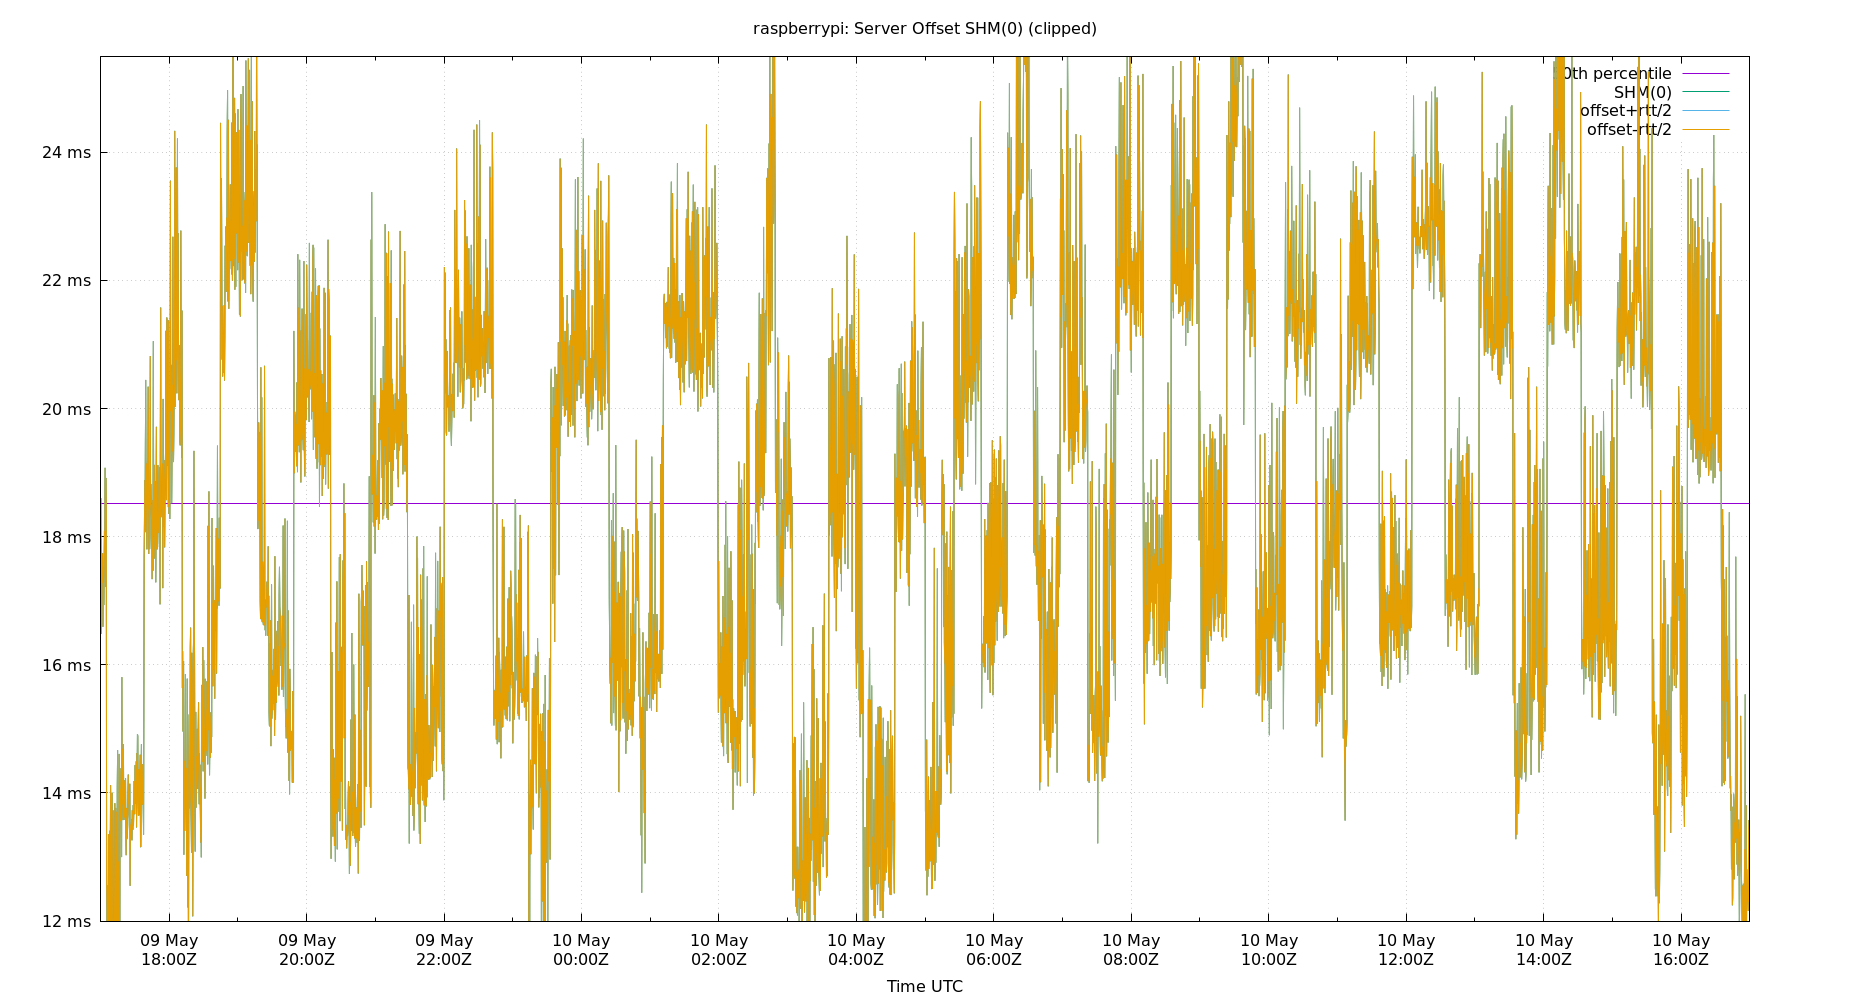 raspberrypi: Server Offset SHM(0) (clipped)
0th percentile
SHM(0)
offset+rtt/2
offset-rtt/2
24 ms
22 ms
20 ms
18 ms
16 ms
14 ms
12 ms
09 May 09 May 09 May 10 May 10 May 10 May 10 May 10 May 10 May 10 May 10 May 10 May
18:00Z 20:00Z 22:00Z 00:00Z 02:00Z 04:00Z 06:00Z 08:00Z 10:00Z 12:00Z 14:00Z 16:00Z
Time UTC